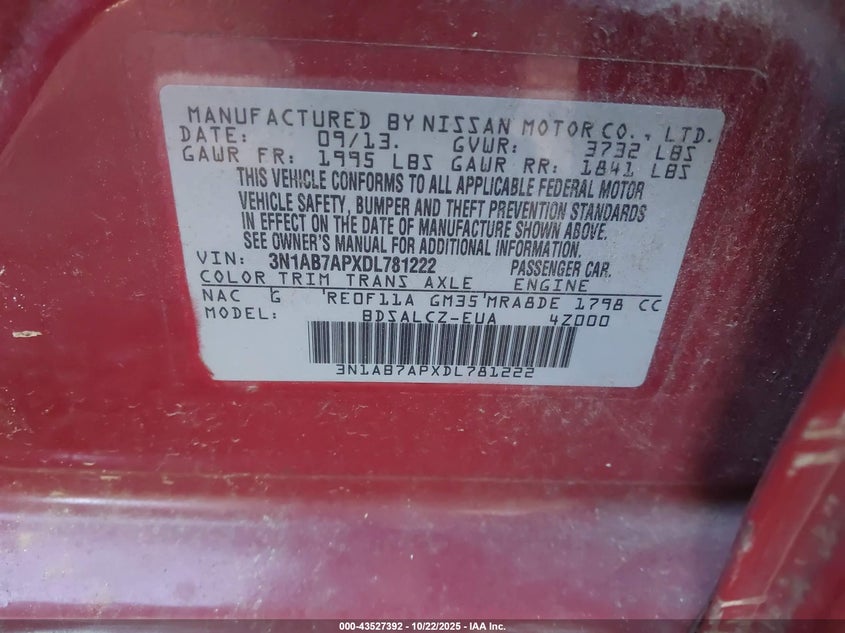 MANUFACTURED BY NISSAN MOTOR CO., LTD.
DATE: 09/13. GVWR: 3732 LBS
GAWR FR: 1995 LBS GAWR RR: 1841 LBS
THIS VEHICLE CONFORMS TO ALL APPLICABLE FEDERAL MOTOR
VEHICLE SAFETY, BUMPER AND THEFT PREVENTION STANDARDS
IN EFFECT ON THE DATE OF MANUFACTURE SHOWN ABOVE.
SEE OWNER'S MANUAL FOR ADDITIONAL INFORMATION.
VIN: 3N1AB7APXDL781222 PASSENGER CAR.
COLOR TRIM TRANS AXLE ENGINE
NAC G RE0F11A GM35 MRA8DE 1798 CC
MODEL: BDSALCZ-EUA 4Z000
3N1AB7APXDL781222
000-43527392 - 10/22/2025 - IAA Inc.